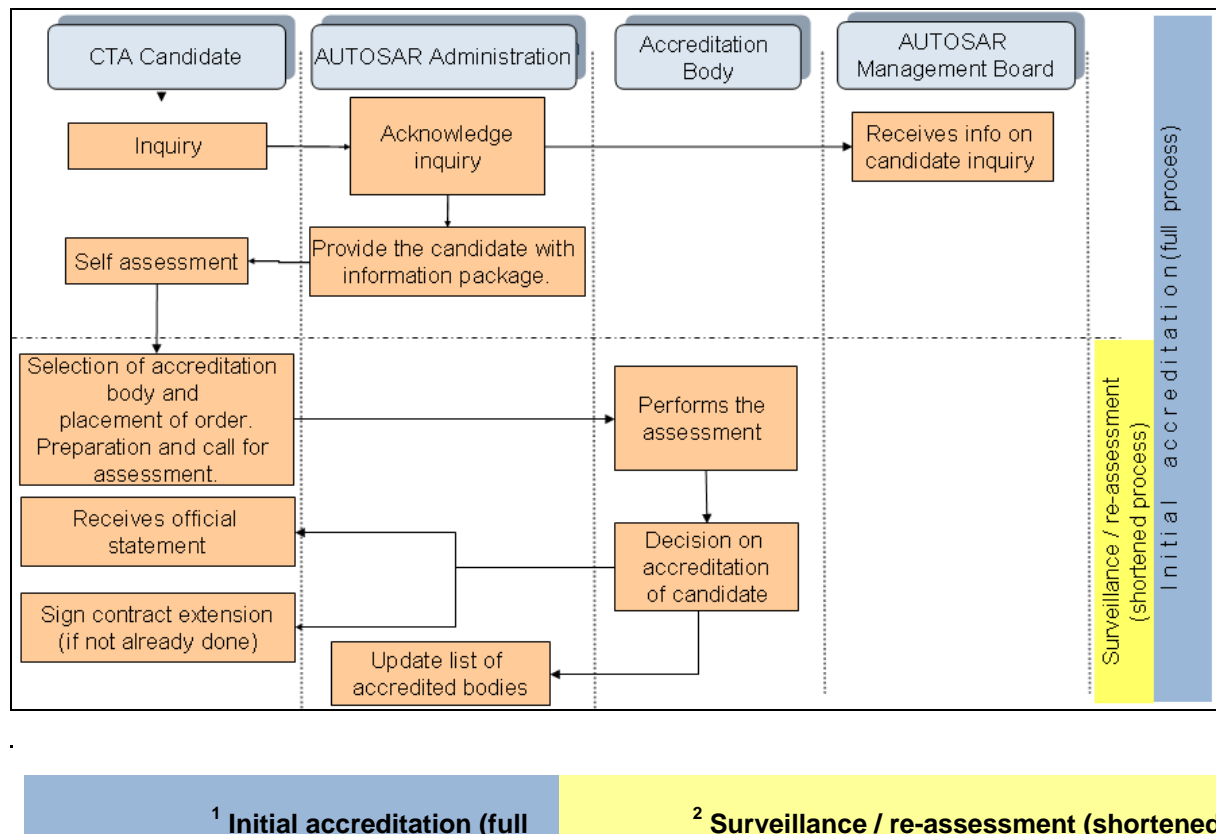 CTA Candidate
AUTOSAR Administration
Accreditation
Body
AUTOSAR
Management Board
Inquiry
Acknowledge
inquiry
Receives info on
candidate inquiry
Self assessment
Provide the candidate with
information package.
Selection of accreditation
body and
placement of order.
Preparation and call for
assessment.
Performs the
assessment
Receives official
statement
Decision on
accreditation
of candidate
Sign contract extension
(if not already done)
Update list of
accredited bodies
Surveillance / re-assessment
(shortened process)
Initial accreditation (full process)
.
1 Initial accreditation (full
2 Surveillance / re-assessment (shortened